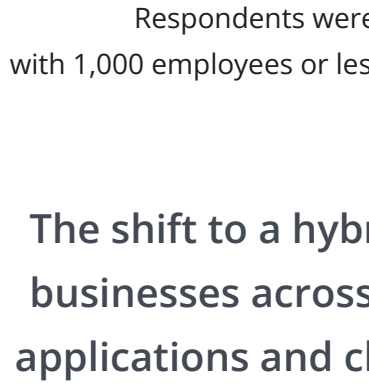 Respondents were
with 1,000 employees or les
The shift to a hyb
businesses across
applications and c